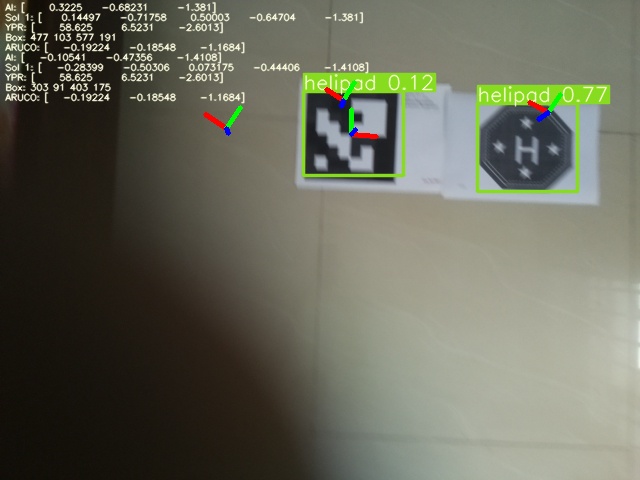 AI: [ 0.3225 -0.68231 -1.381]
Sol 1: [ 0.14497 -0.71758 0.50003 -0.64704 -1.381]
YPR: [ 58.625 6.5231 -2.6013]
Box: 477 103 577 191
ARUCO: [ -0.19224 -0.18548 -1.1684]
AI: [ -0.10541 -0.47356 -1.4108]
Sol 1: [ -0.28399 -0.50306 0.073175 -0.44406 -1.4108]
YPR: [ 58.625 6.5231 -2.6013]
Box: 303 91 403 175
ARUCO: [ -0.19224 -0.18548 -1.1684]
helipad 0.12
helipad 0.77
H